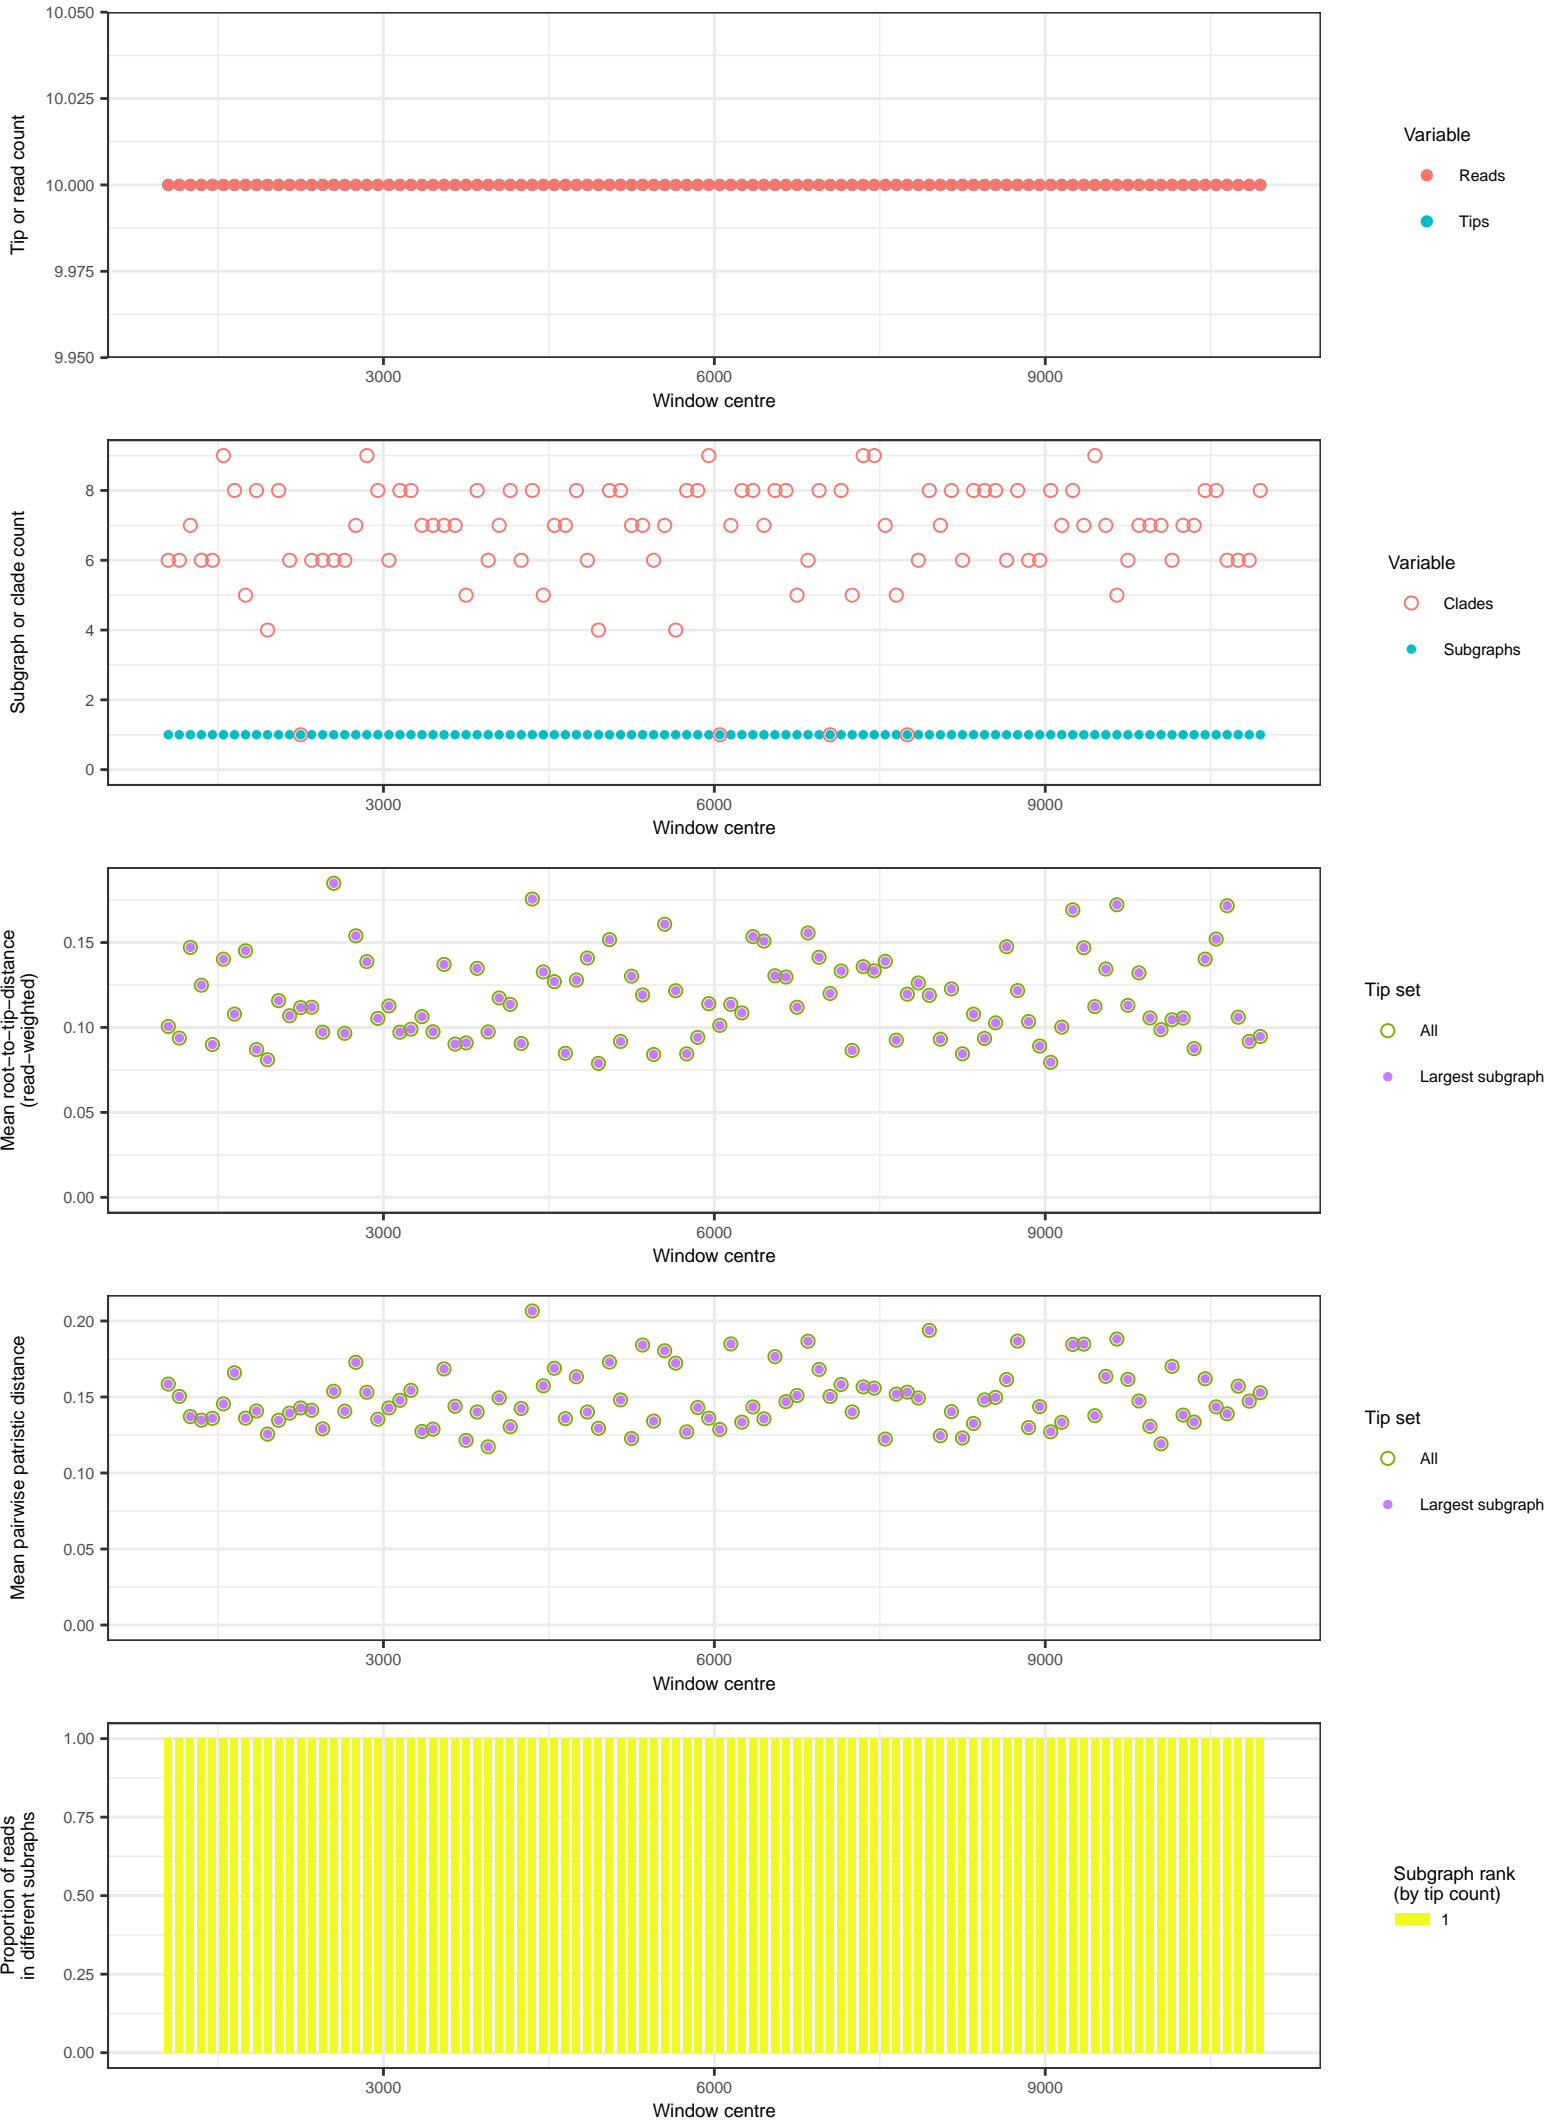 10.050
10.025
10.000
9.975
9.950
Tip or read count
3000 6000 9000
Window centre
Variable
Reads
Tips
8
6
4
2
0
Subgraph or clade count
3000 6000 9000
Window centre
Variable
Clades
Subgraphs
0.15
0.10
0.05
0.00
Mean root−to−tip−distance
(read−weighted)
3000 6000 9000
Window centre
Tip set
All
Largest subgraph
0.20
0.15
0.10
0.05
0.00
Mean pairwise patristic distance
3000 6000 9000
Window centre
Tip set
All
Largest subgraph
1.00
0.75
0.50
0.25
0.00
Proportion of reads
in different subraphs
3000 6000 9000
Window centre
Subgraph rank
(by tip count)
1